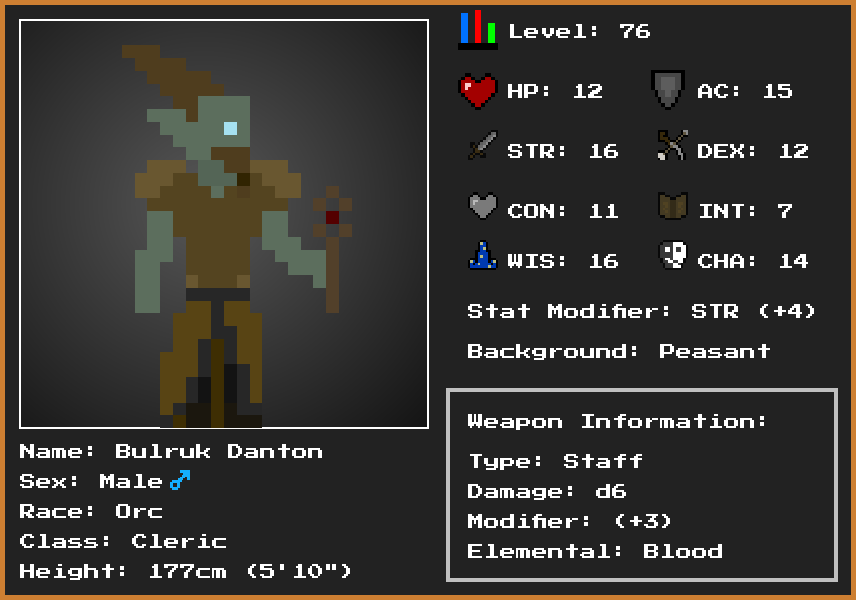 Level: 76
HP: 12 AC: 15
STR: 16 DEX: 12
CON: 11 INT: 7
WIS: 16 CHA: 14
Stat Modifier: STR (+4)
Background: Peasant
Weapon Information:
Type: Staff
Damage: d6
Modifier: (+3)
Elemental: Blood
Name: Bulruk Danton
Sex: Male ♂
Race: Orc
Class: Cleric
Height: 177cm (5'10")